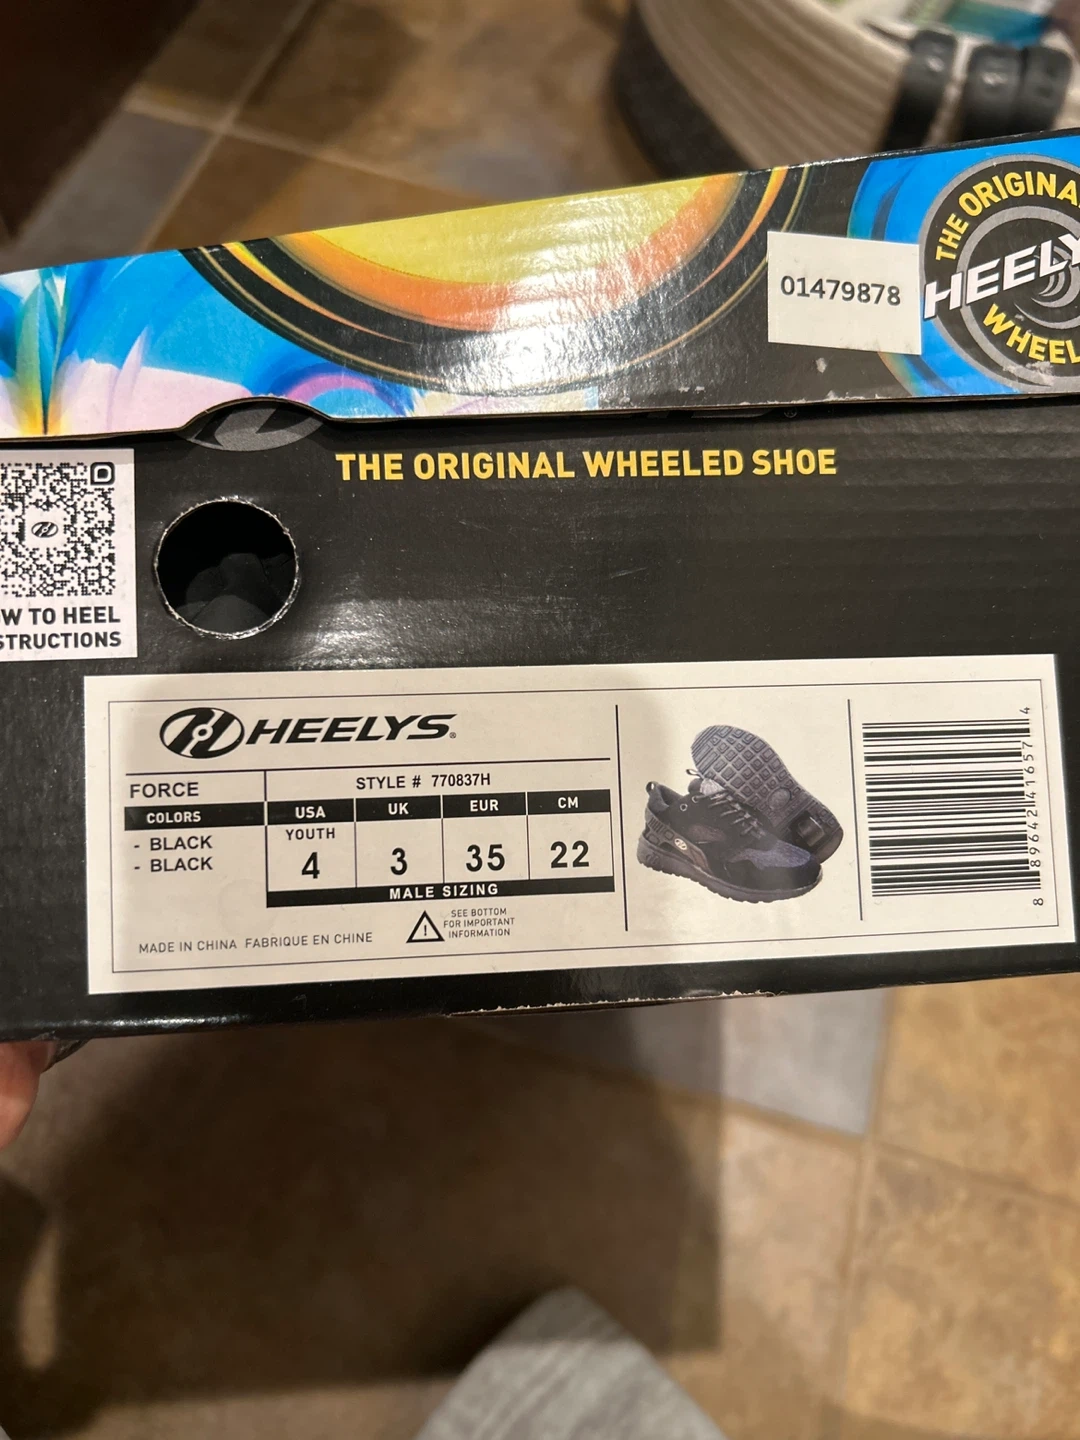 THE ORIGINA
HEELY
WHEEL
01479878
THE ORIGINAL WHEELED SHOE
W TO HEEL
STRUCTIONS
HEELYS®
FORCE
STYLE # 770837H
COLORS
USA UK EUR CM
- BLACK
- BLACK
YOUTH
4 3 35 22
MALE SIZING
SEE BOTTOM
FOR IMPORTANT
INFORMATION
MADE IN CHINA FABRIQUE EN CHINE
8 89642 41657 4